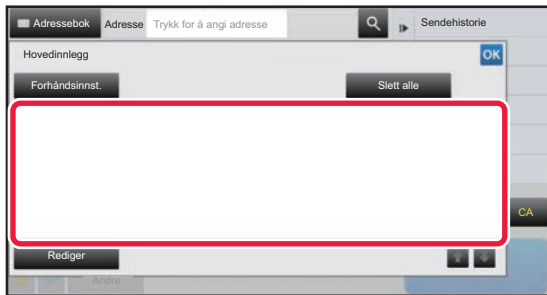 Adressebok Adresse Trykk for å angi adresse Sendehistorie
Hovedinnlegg OK
Forhåndsinnst. Slett alle
CA
Rediger
Andre